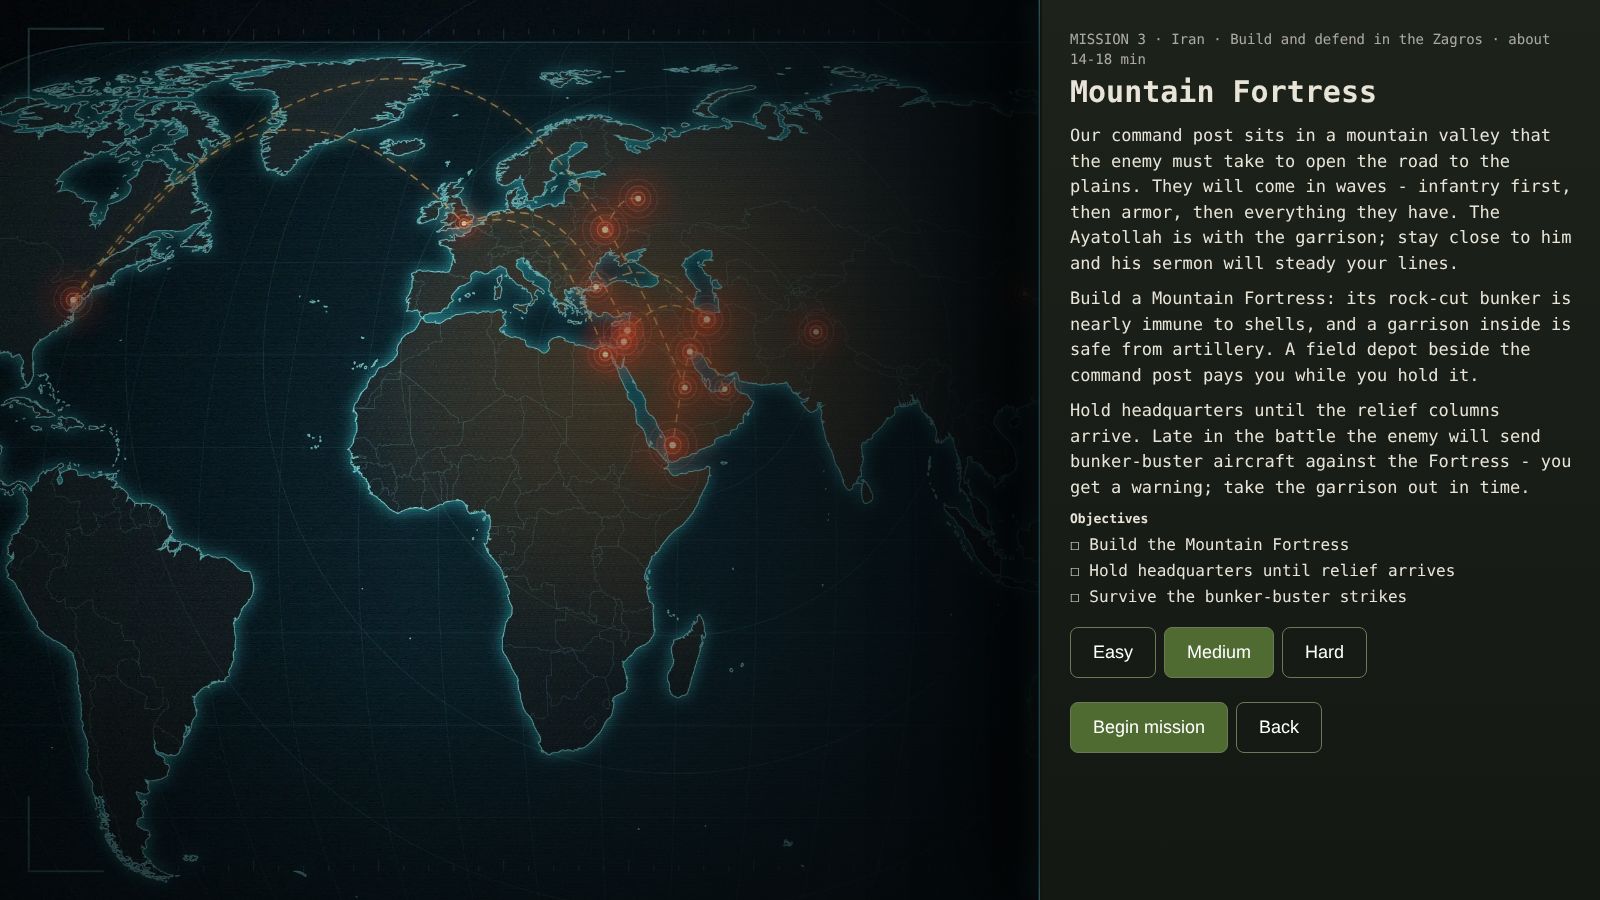 MISSION 3 · Iran · Build and defend in the Zagros · about
14-18 min
Mountain Fortress
Our command post sits in a mountain valley that
the enemy must take to open the road to the
plains. They will come in waves - infantry first,
then armor, then everything they have. The
Ayatollah is with the garrison; stay close to him
and his sermon will steady your lines.
Build a Mountain Fortress: its rock-cut bunker is
nearly immune to shells, and a garrison inside is
safe from artillery. A field depot beside the
command post pays you while you hold it.
Hold headquarters until the relief columns
arrive. Late in the battle the enemy will send
bunker-buster aircraft against the Fortress - you
get a warning; take the garrison out in time.
Objectives
☐ Build the Mountain Fortress
☐ Hold headquarters until relief arrives
☐ Survive the bunker-buster strikes
Easy Medium Hard
Begin mission Back